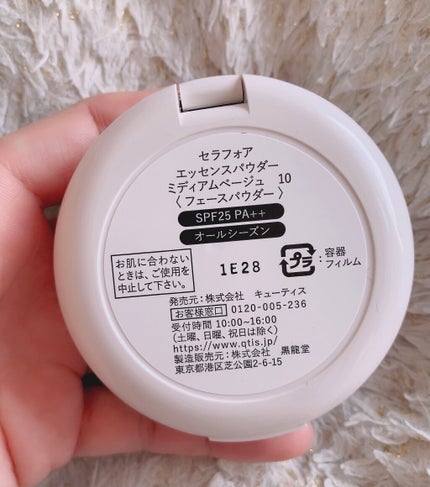 セラフォア
エッセンスパウダー
ミディアムベージュ 10
〈 フェースパウダー 〉
SPF25 PA++
オールシーズン
お肌に合わない
ときは、ご使用を
中止して下さい。
1E28
プラ
:容器
フィルム
発売元:株式会社 キューティス
お客様窓口 0120-005-236
受付時間 10:00~16:00
(土曜、日曜、祝日は除く)
https://www.qtis.jp/
製造販売元:株式会社 黒龍堂
東京都港区芝公園2-6-15